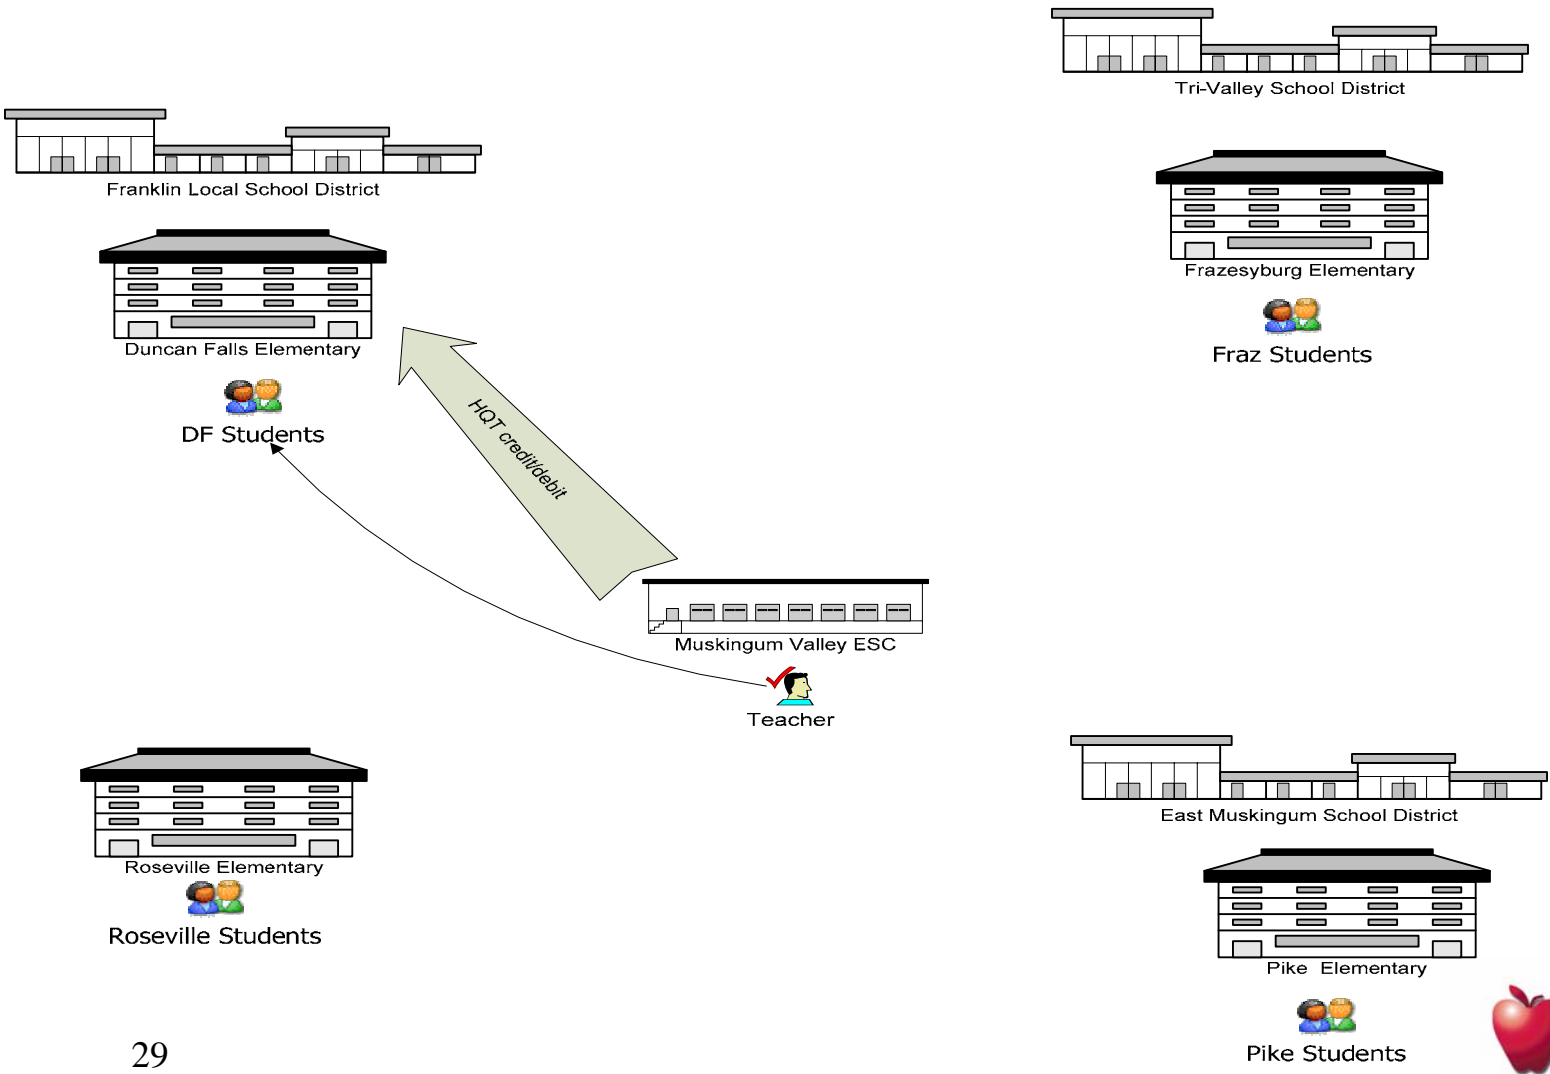 Tri-Valley School District
Franklin Local School District
Frazesyburg Elementary
Duncan Falls Elementary
Fraz Students
DF Students
HQT credit/debit
Muskingum Valley ESC
Teacher
East Muskingum School District
Roseville Elementary
Roseville Students
Pike Elementary
Pike Students
29